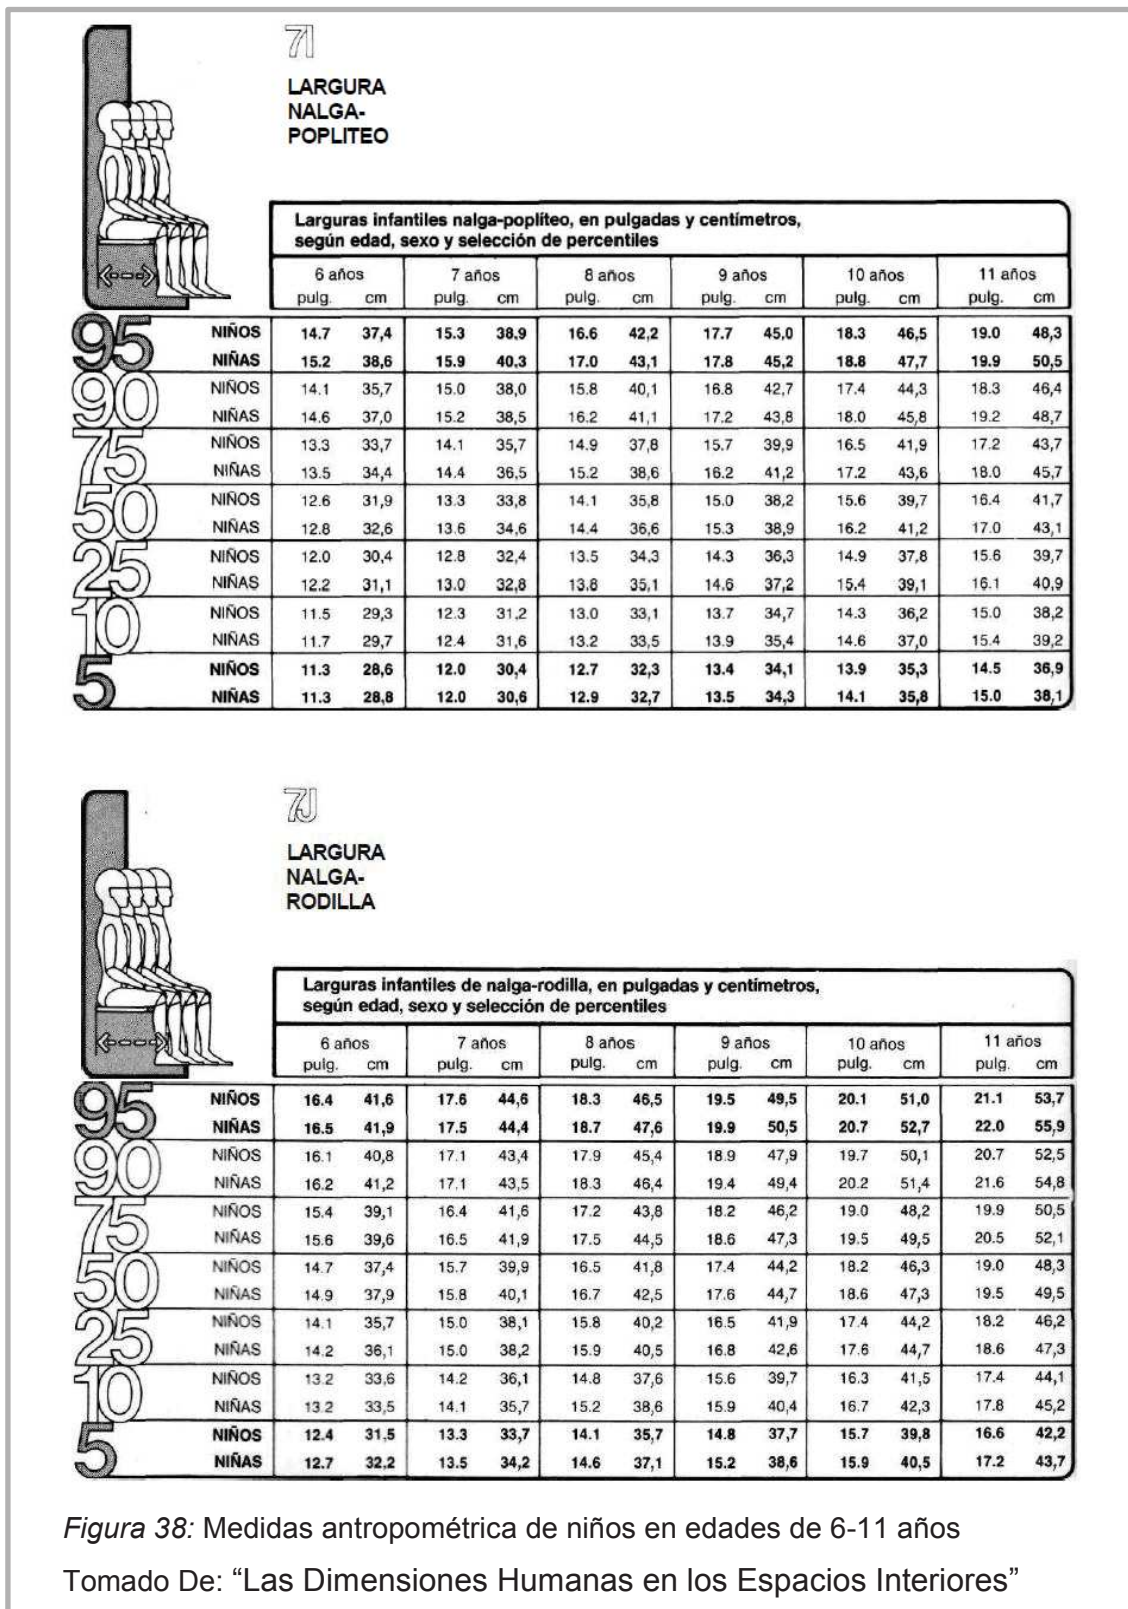 7I
LARGURA
NALGA-
POPLITEO
Larguras infantiles nalga-poplíteo, en pulgadas y centímetros,
según edad, sexo y selección de percentiles
6 años 7 años 8 años 9 años 10 años 11 años
pulg. cm pulg. cm pulg. cm pulg. cm pulg. cm pulg. cm
95 NIÑOS 14.7 37,4 15.3 38,9 16.6 42,2 17.7 45,0 18.3 46,5 19.0 48,3
NIÑAS 15.2 38,6 15.9 40,3 17.0 43,1 17.8 45,2 18.8 47,7 19.9 50,5
90 NIÑOS 14.1 35,7 15.0 38,0 15.8 40,1 16.8 42,7 17.4 44,3 18.3 46,4
NIÑAS 14.6 37,0 15.2 38,5 16.2 41,1 17.2 43,8 18.0 45,8 19.2 48,7
75 NIÑOS 13.3 33,7 14.1 35,7 14.9 37,8 15.7 39,9 16.5 41,9 17.2 43,7
NIÑAS 13.5 34,4 14.4 36,5 15.2 38,6 16.2 41,2 17.2 43,6 18.0 45,7
50 NIÑOS 12.6 31,9 13.3 33,8 14.1 35,8 15.0 38,2 15.6 39,7 16.4 41,7
NIÑAS 12.8 32,6 13.6 34,6 14.4 36,6 15.3 38,9 16.2 41,2 17.0 43,1
25 NIÑOS 12.0 30,4 12.8 32,4 13.5 34,3 14.3 36,3 14.9 37,8 15.6 39,7
NIÑAS 12.2 31,1 13.0 32,8 13.8 35,1 14.6 37,2 15.4 39,1 16.1 40,9
10 NIÑOS 11.5 29,3 12.3 31,2 13.0 33,1 13.7 34,7 14.3 36,2 15.0 38,2
NIÑAS 11.7 29,7 12.4 31,6 13.2 33,5 13.9 35,4 14.6 37,0 15.4 39,2
5 NIÑOS 11.3 28,6 12.0 30,4 12.7 32,3 13.4 34,1 13.9 35,3 14.5 36,9
NIÑAS 11.3 28,8 12.0 30,6 12.9 32,7 13.5 34,3 14.1 35,8 15.0 38,1
7J
LARGURA
NALGA-
RODILLA
Larguras infantiles de nalga-rodilla, en pulgadas y centímetros,
según edad, sexo y selección de percentiles
6 años 7 años 8 años 9 años 10 años 11 años
pulg. cm pulg. cm pulg. cm pulg. cm pulg. cm pulg. cm
95 NIÑOS 16.4 41,6 17.6 44,6 18.3 46,5 19.5 49,5 20.1 51,0 21.1 53,7
NIÑAS 16.5 41,9 17.5 44,4 18.7 47,6 19.9 50,5 20.7 52,7 22.0 55,9
90 NIÑOS 16.1 40,8 17.1 43,4 17.9 45,4 18.9 47,9 19.7 50,1 20.7 52,5
NIÑAS 16.2 41,2 17.1 43,5 18.3 46,4 19.4 49,4 20.2 51,4 21.6 54,8
75 NIÑOS 15.4 39,1 16.4 41,6 17.2 43,8 18.2 46,2 19.0 48,2 19.9 50,5
NIÑAS 15.6 39,6 16.5 41,9 17.5 44,5 18.6 47,3 19.5 49,5 20.5 52,1
50 NIÑOS 14.7 37,4 15.7 39,9 16.5 41,8 17.4 44,2 18.2 46,3 19.0 48,3
NIÑAS 14.9 37,9 15.8 40,1 16.7 42,5 17.6 44,7 18.6 47,3 19.5 49,5
25 NIÑOS 14.1 35,7 15.0 38,1 15.8 40,2 16.5 41,9 17.4 44,2 18.2 46,2
NIÑAS 14.2 36,1 15.0 38,2 15.9 40,5 16.8 42,6 17.6 44,7 18.6 47,3
10 NIÑOS 13.2 33,6 14.2 36,1 14.8 37,6 15.6 39,7 16.3 41,5 17.4 44,1
NIÑAS 13.2 33,5 14.1 35,7 15.2 38,6 15.9 40,4 16.7 42,3 17.8 45,2
5 NIÑOS 12.4 31,5 13.3 33,7 14.1 35,7 14.8 37,7 15.7 39,8 16.6 42,2
NIÑAS 12.7 32,2 13.5 34,2 14.6 37,1 15.2 38,6 15.9 40,5 17.2 43,7
Figura 38: Medidas antropométrica de niños en edades de 6-11 años
Tomado De: “Las Dimensiones Humanas en los Espacios Interiores”